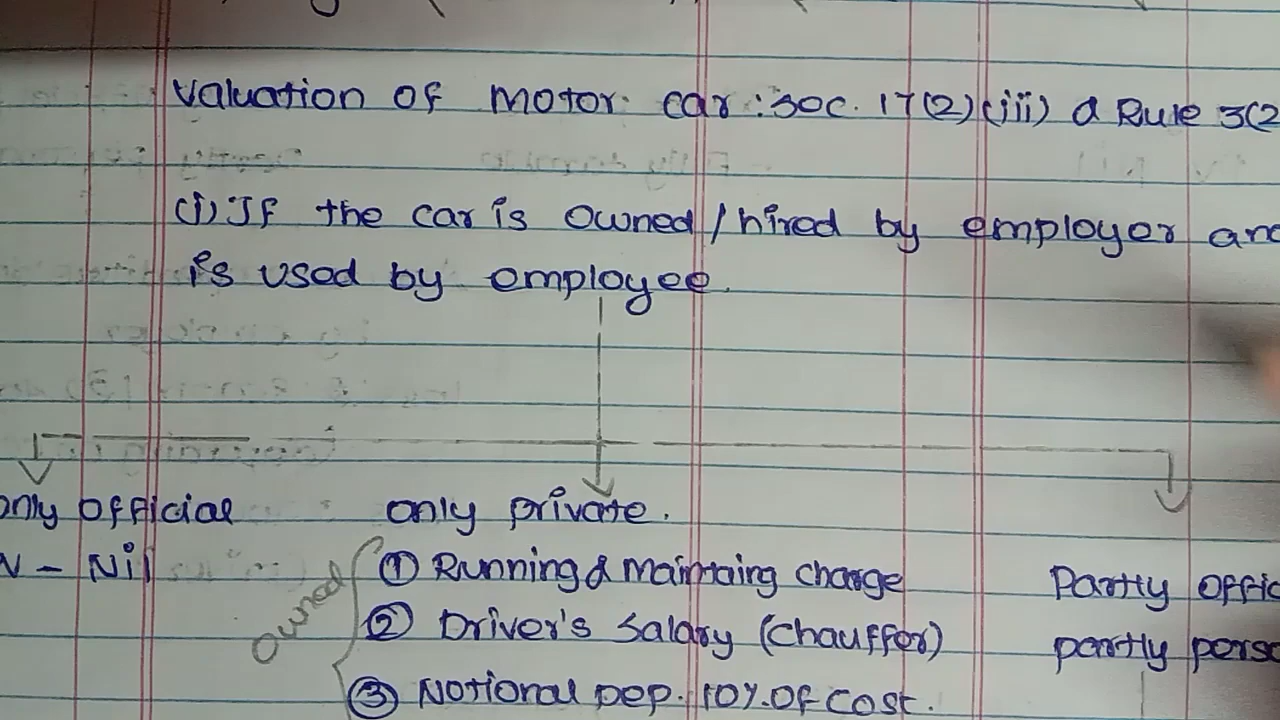 Valuation of motor car : Sec. 17(2)(iii) & Rule 3(2
(i) If the car is owned/hired by employer and
is used by employee.
only official
only private.
V - Nil
① Running & maintaing charge
Partly offic
owned
② Driver's Salary (Chauffer)
partly perso
③ Notional Dep. 10% of cost.